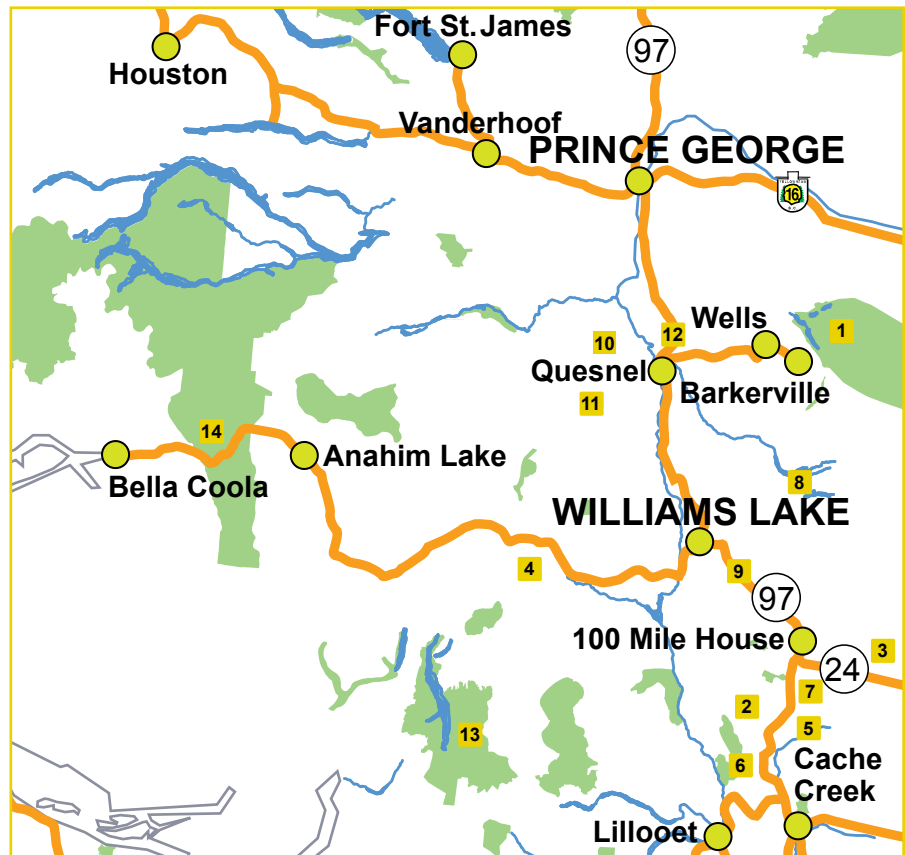 Fort St. James
97
Houston
Vanderhoof
PRINCE GEORGE
16
Wells
1
12
10
Quesnel
Barkerville
11
14
Anahim Lake
Bella Coola
8
WILLIAMS LAKE
4
9
97
100 Mile House
3
24
7
2
5
13
6
Cache
Creek
Lillooet